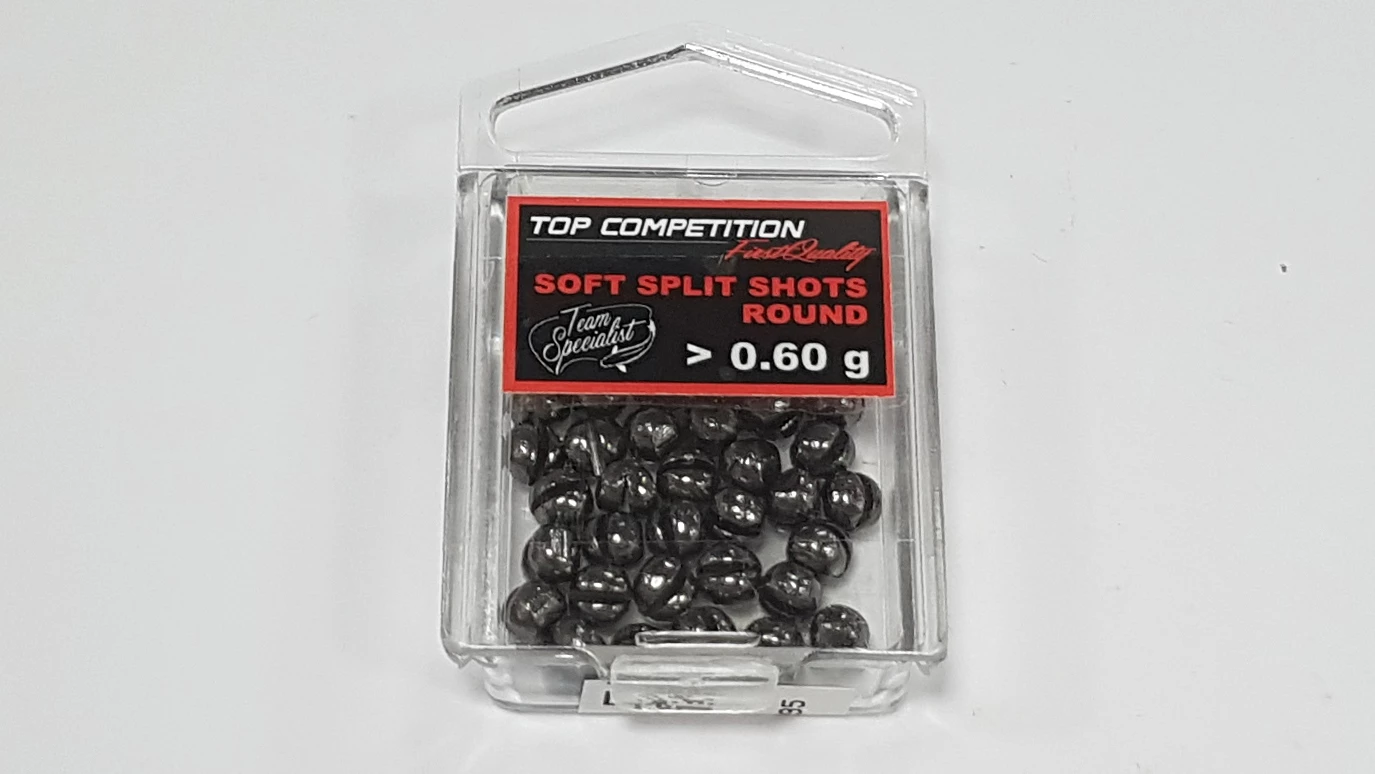 TOP COMPETITION
First Quality
SOFT SPLIT SHOTS
ROUND
Team
Specialist
> 0.60 g